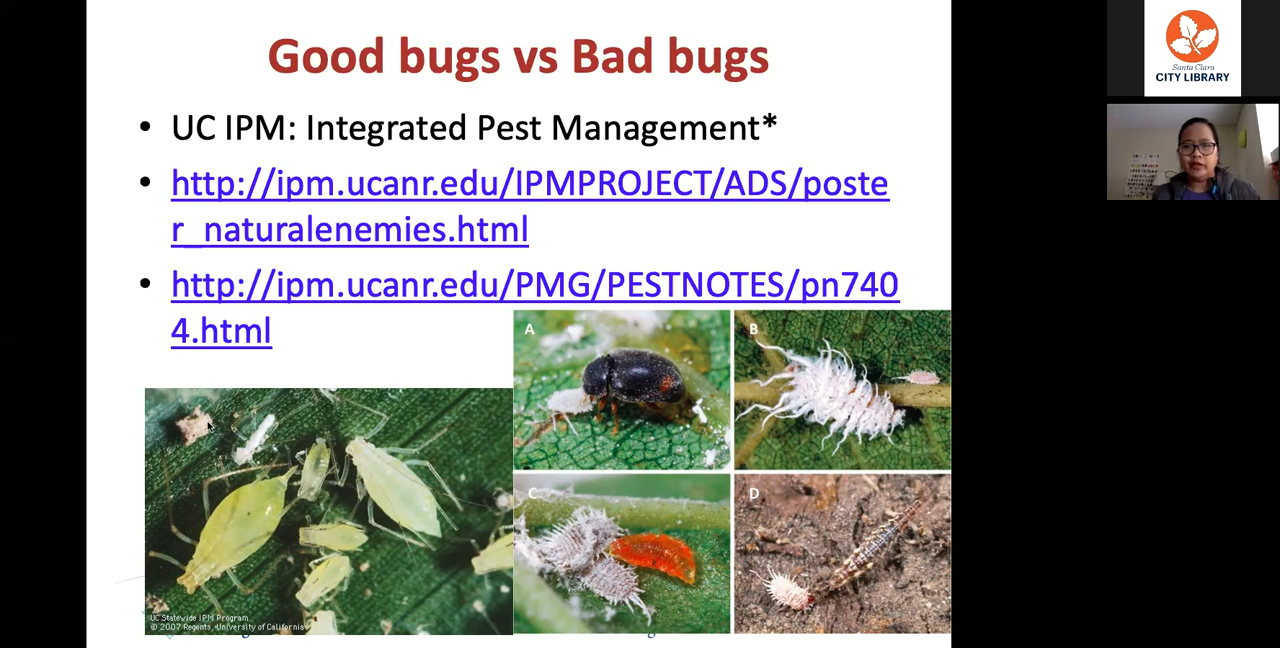 Good bugs vs Bad bugs
• UC IPM: Integrated Pest Management*
• http://ipm.ucanr.edu/IPMPROJECT/ADS/poste
r_naturalenemies.html
• http://ipm.ucanr.edu/PMG/PESTNOTES/pn740
4.html
A
B
C
D
UC Statewide IPM Program
© 2007 Regents, University of California
Santa Clara
CITY LIBRARY